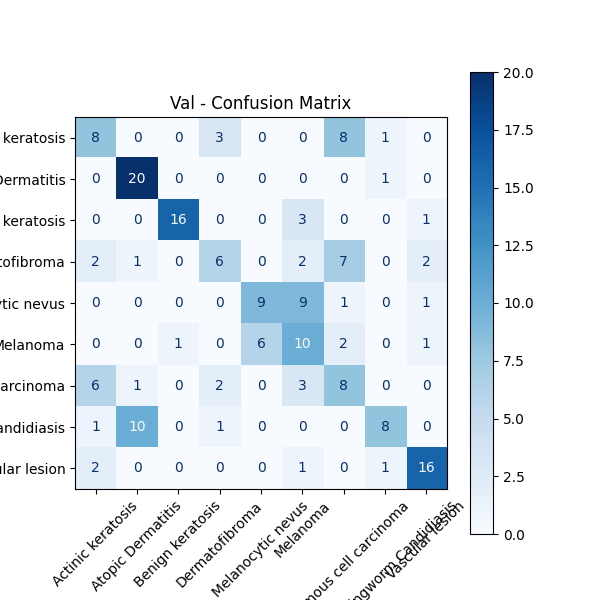 Val - Confusion Matrix
keratosis 8 0 0 3 0 0 8 1 0
Dermatitis 0 20 0 0 0 0 0 1 0
keratosis 0 0 16 0 0 3 0 0 1
tofibroma 2 1 0 6 0 2 7 0 2
ytic nevus 0 0 0 0 9 9 1 0 1
Melanoma 0 0 1 0 6 10 2 0 1
arcinoma 6 1 0 2 0 3 8 0 0
andidiasis 1 10 0 1 0 0 0 8 0
ular lesion 2 0 0 0 0 1 0 1 16
Actinic keratosis
Atopic Dermatitis
Benign keratosis
Dermatofibroma
Melanocytic nevus
Melanoma
mous cell carcinoma
ngworm Candidiasis
Vascular lesion
20.0
17.5
15.0
12.5
10.0
7.5
5.0
2.5
0.0